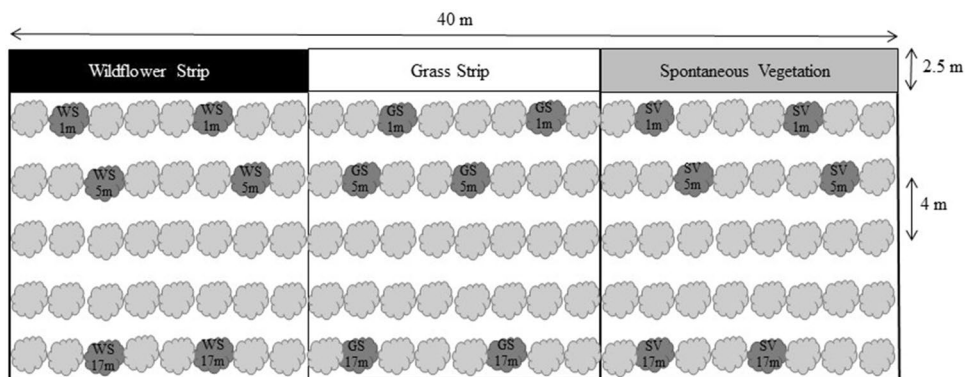 40 m
Wildflower Strip
Grass Strip
Spontaneous Vegetation
2.5 m
WS
1m
WS
1m
GS
1m
GS
1m
SV
1m
SV
1m
WS
5m
WS
5m
GS
5m
GS
5m
SV
5m
SV
5m
4 m
WS
17m
WS
17m
GS
17m
GS
17m
SV
17m
SV
17m